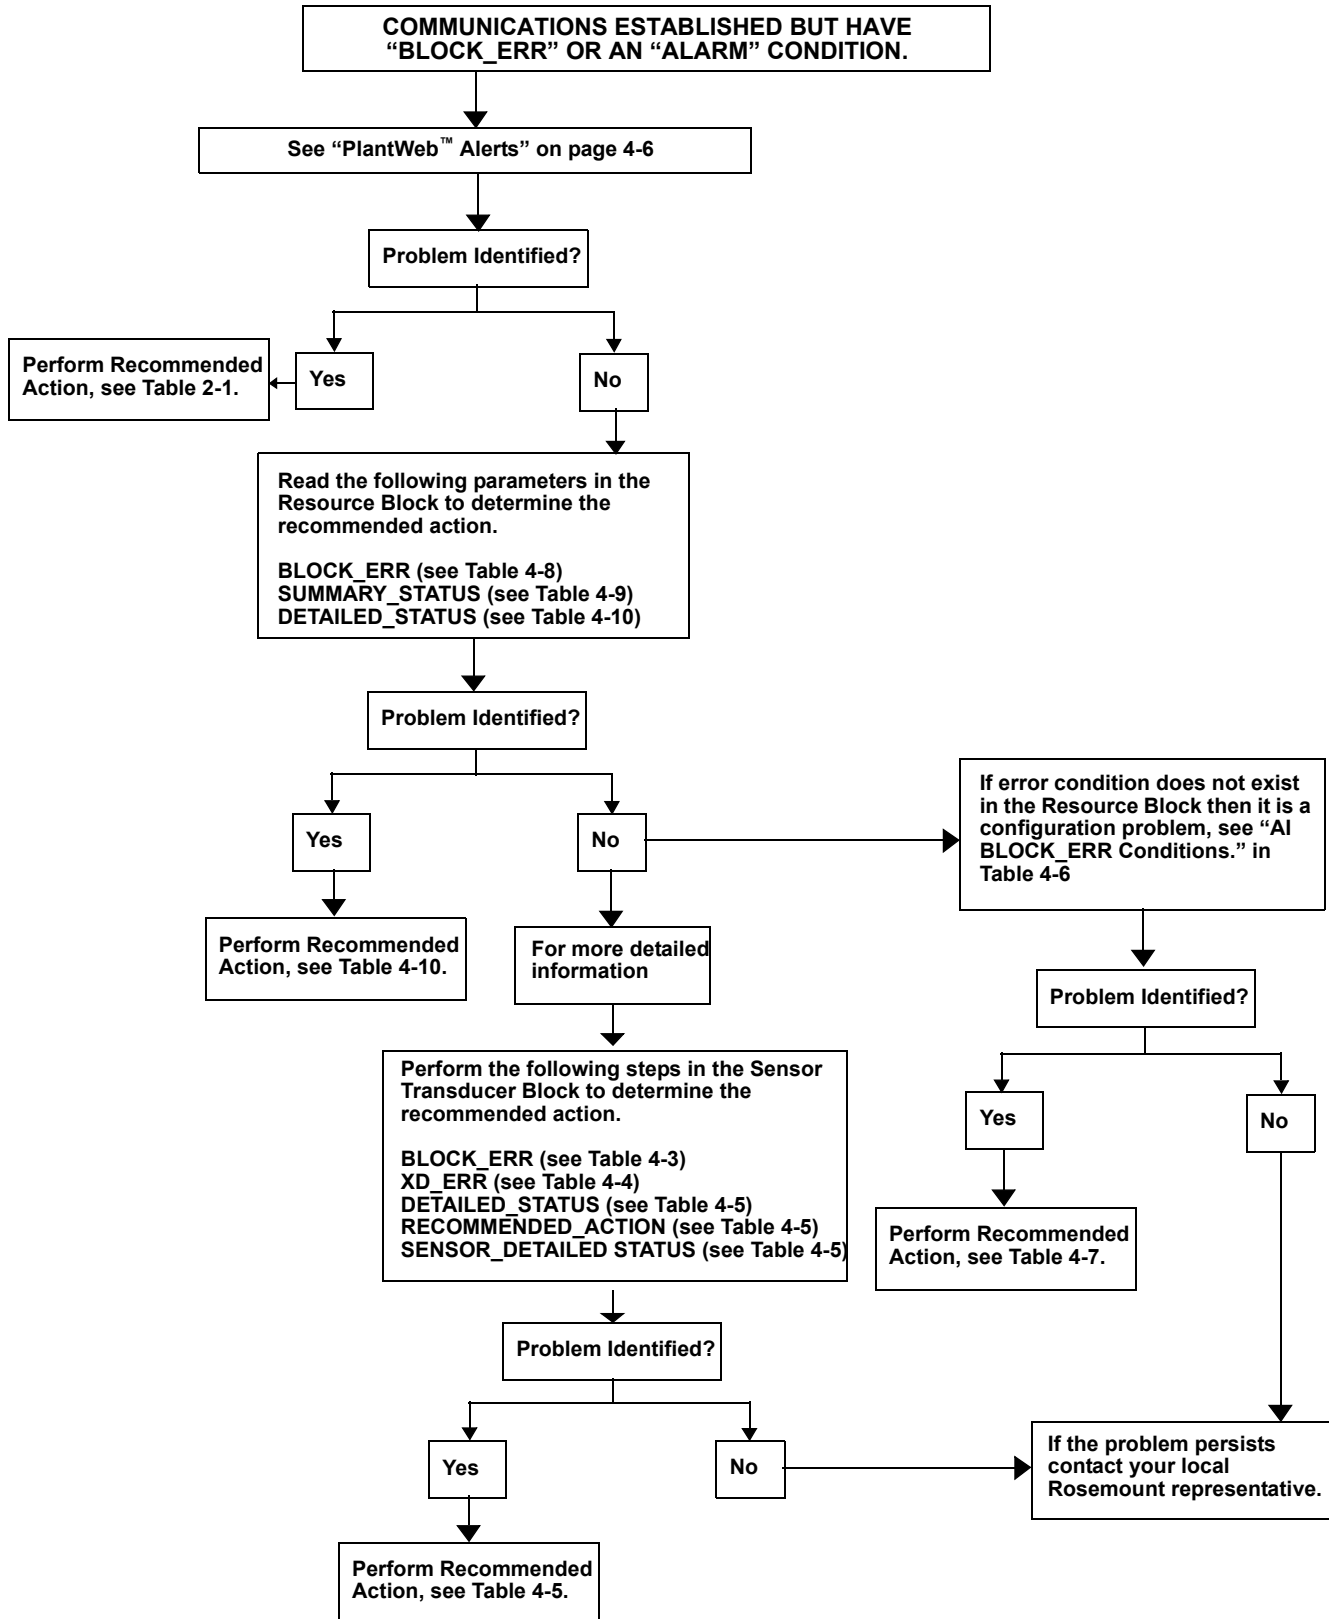 COMMUNICATIONS ESTABLISHED BUT HAVE
“BLOCK_ERR” OR AN “ALARM” CONDITION.
See “PlantWeb™ Alerts” on page 4-6
Problem Identified?
Perform Recommended
Action, see Table 2-1.
Yes
No
Read the following parameters in the
Resource Block to determine the
recommended action.
BLOCK_ERR (see Table 4-8)
SUMMARY_STATUS (see Table 4-9)
DETAILED_STATUS (see Table 4-10)
Problem Identified?
Yes
No
If error condition does not exist
in the Resource Block then it is a
configuration problem, see “AI
BLOCK_ERR Conditions.” in
Table 4-6
Perform Recommended
Action, see Table 4-10.
For more detailed
information
Problem Identified?
Perform the following steps in the Sensor
Transducer Block to determine the
recommended action.
BLOCK_ERR (see Table 4-3)
XD_ERR (see Table 4-4)
DETAILED_STATUS (see Table 4-5)
RECOMMENDED_ACTION (see Table 4-5)
SENSOR_DETAILED STATUS (see Table 4-5)
Yes
No
Perform Recommended
Action, see Table 4-7.
Problem Identified?
Yes
No
If the problem persists
contact your local
Rosemount representative.
Perform Recommended
Action, see Table 4-5.